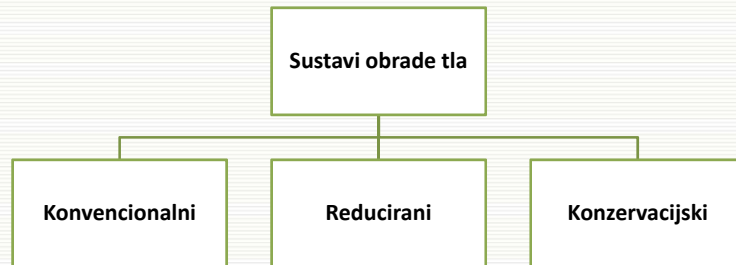 Sustavi obrade tla
Konvencionalni
Reducirani
Konzervacijski